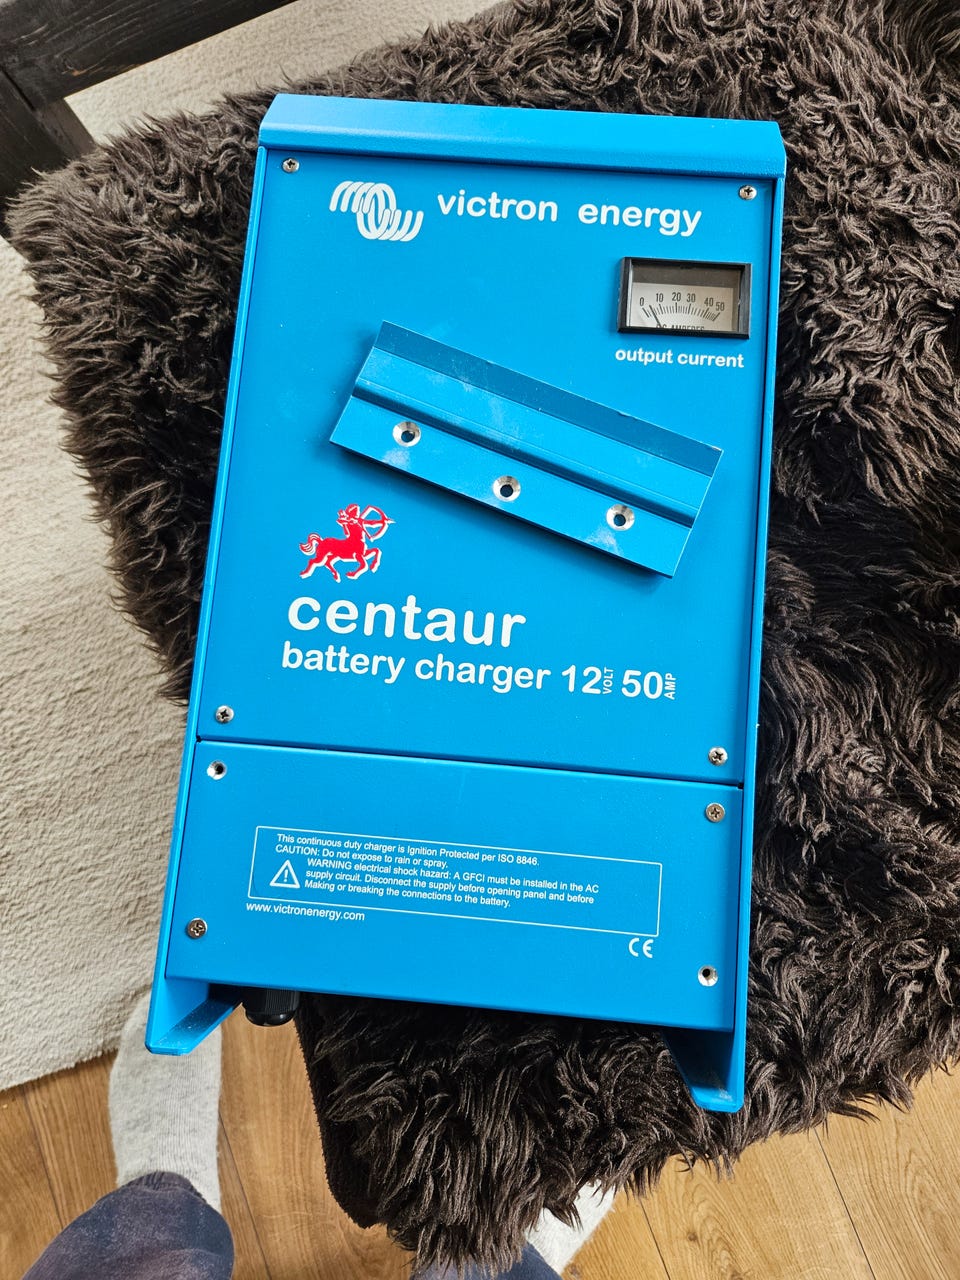 victron energy
0 10 20 30 40 50
DC AMPERES
output current
centaur
battery charger 12 VOLT 50 AMP
This continuous duty charger is Ignition Protected per ISO 8846.
CAUTION: Do not expose to rain or spray.
WARNING electrical shock hazard: A GFCI must be installed in the AC
supply circuit. Disconnect the supply before opening panel and before
Making or breaking the connections to the battery.
www.victronenergy.com
CE